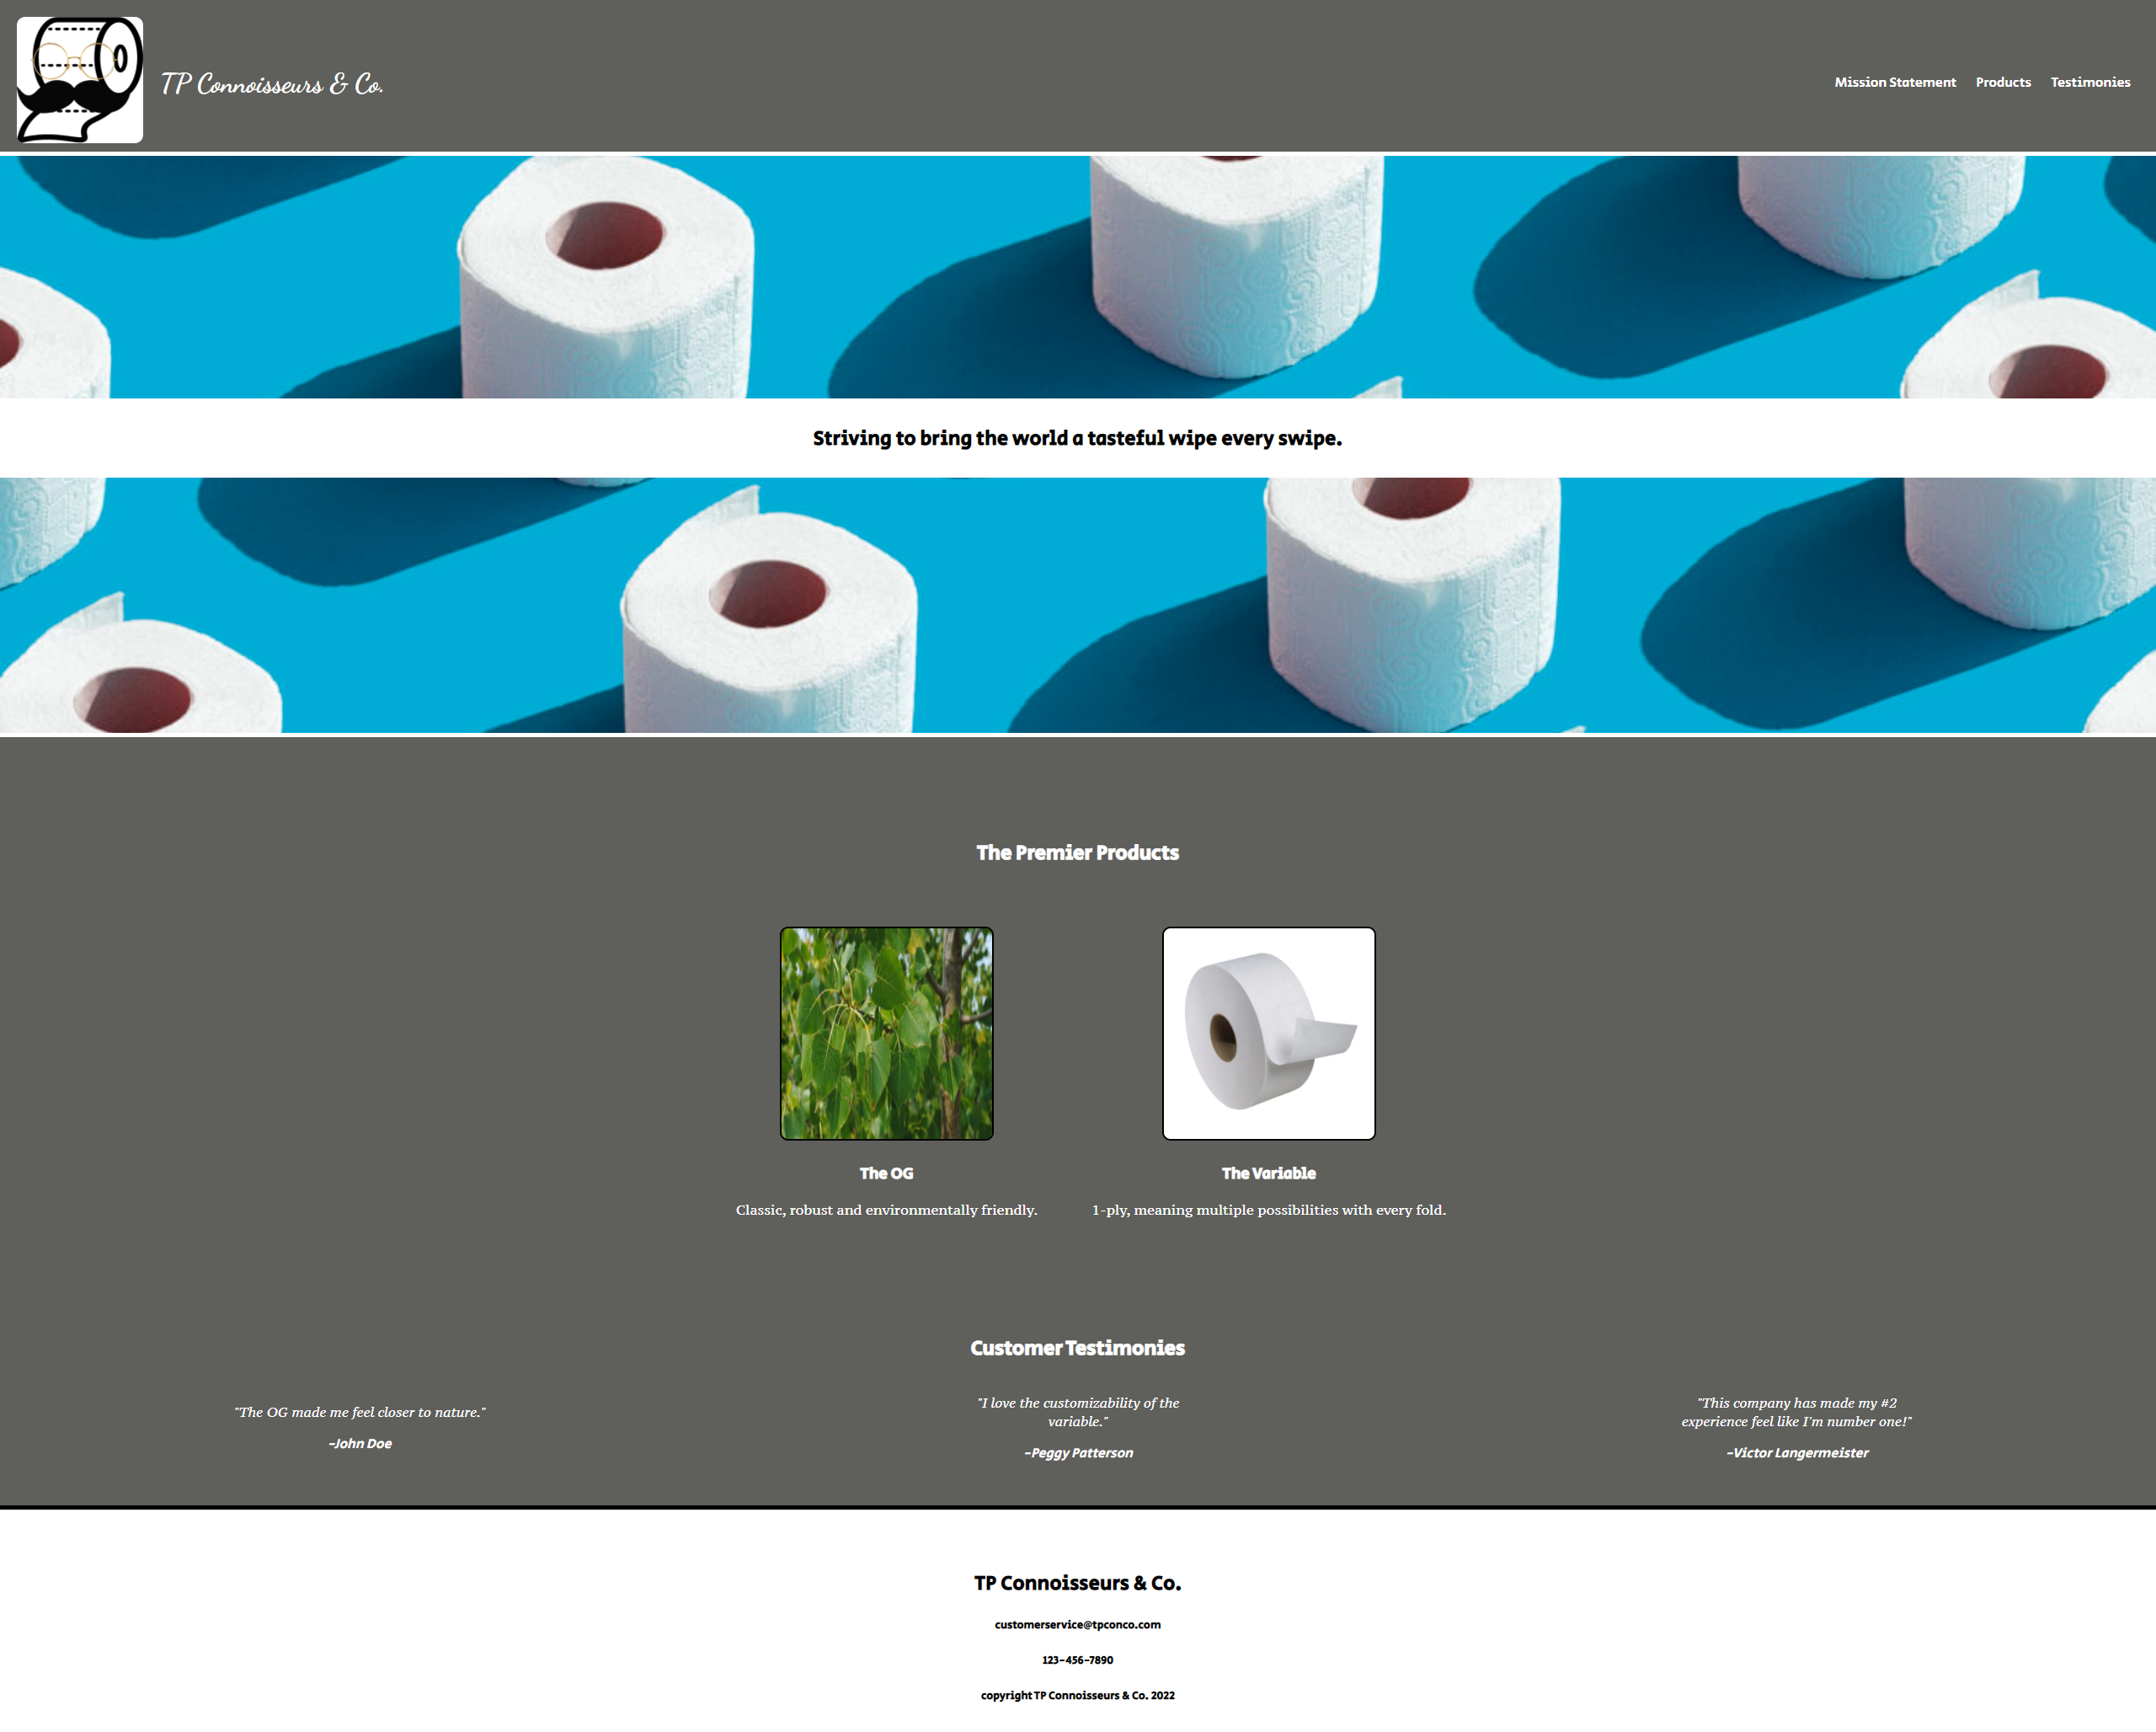 TP Connoisseurs & Co.
Mission Statement Products Testimonies
Striving to bring the world a tasteful wipe every swipe.
The Premier Products
The OG
Classic, robust and environmentally friendly.
The Variable
1-ply, meaning multiple possibilities with every fold.
Customer Testimonies
"The OG made me feel closer to nature."
-John Doe
"I love the customizability of the
variable."
-Peggy Patterson
"This company has made my #2
experience feel like I'm number one!"
-Victor Langermeister
TP Connoisseurs & Co.
customerservice@tpconco.com
123-456-7890
copyright TP Connoisseurs & Co. 2022